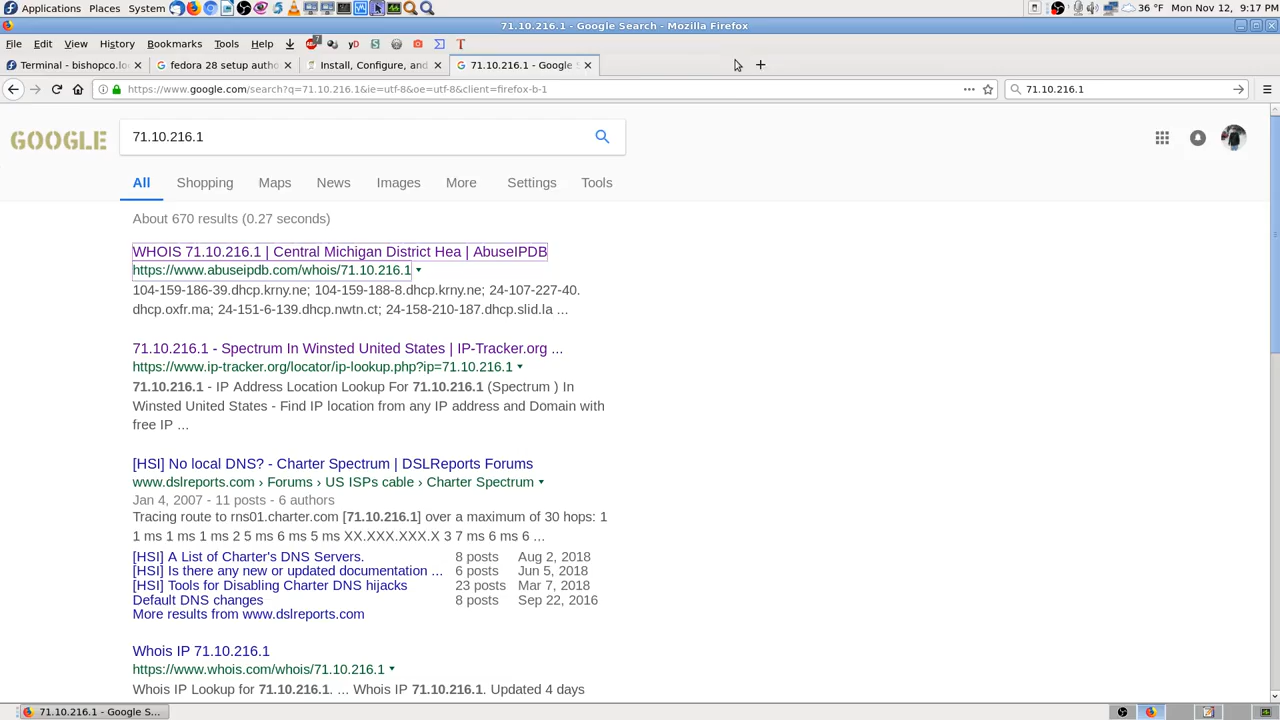 Applications Places System 36 °F Mon Nov 12, 9:17 PM
71.10.216.1 - Google Search - Mozilla Firefox
File Edit View History Bookmarks Tools Help 7 yD S T
Terminal - bishopco.lo
fedora 28 setup autho
Install, Configure, and
71.10.216.1 - Google S
https://www.google.com/search?q=71.10.216.1&ie=utf-8&oe=utf-8&client=firefox-b-1
71.10.216.1
GOOGLE
71.10.216.1
All Shopping Maps News Images More Settings Tools
About 670 results (0.27 seconds)
WHOIS 71.10.216.1 | Central Michigan District Hea | AbuseIPDB
https://www.abuseipdb.com/whois/71.10.216.1
104-159-186-39.dhcp.krny.ne; 104-159-188-8.dhcp.krny.ne; 24-107-227-40.
dhcp.oxfr.ma; 24-151-6-139.dhcp.nwtn.ct; 24-158-210-187.dhcp.slid.la ...
71.10.216.1 - Spectrum In Winsted United States | IP-Tracker.org ...
https://www.ip-tracker.org/locator/ip-lookup.php?ip=71.10.216.1
71.10.216.1 - IP Address Location Lookup For 71.10.216.1 (Spectrum ) In
Winsted United States - Find IP location from any IP address and Domain with
free IP ...
[HSI] No local DNS? - Charter Spectrum | DSLReports Forums
www.dslreports.com › Forums › US ISPs cable › Charter Spectrum
Jan 4, 2007 - 11 posts - 6 authors
Tracing route to rns01.charter.com [71.10.216.1] over a maximum of 30 hops: 1
1 ms 1 ms 1 ms 2 5 ms 6 ms 5 ms XX.XXX.XXX.X 3 7 ms 6 ms 6 ...
[HSI] A List of Charter's DNS Servers. 8 posts Aug 2, 2018
[HSI] Is there any new or updated documentation ... 6 posts Jun 5, 2018
[HSI] Tools for Disabling Charter DNS hijacks 23 posts Mar 7, 2018
Default DNS changes 8 posts Sep 22, 2016
More results from www.dslreports.com
Whois IP 71.10.216.1
https://www.whois.com/whois/71.10.216.1
Whois IP Lookup for 71.10.216.1. ... Whois IP 71.10.216.1. Updated 4 days
71.10.216.1 - Google S...